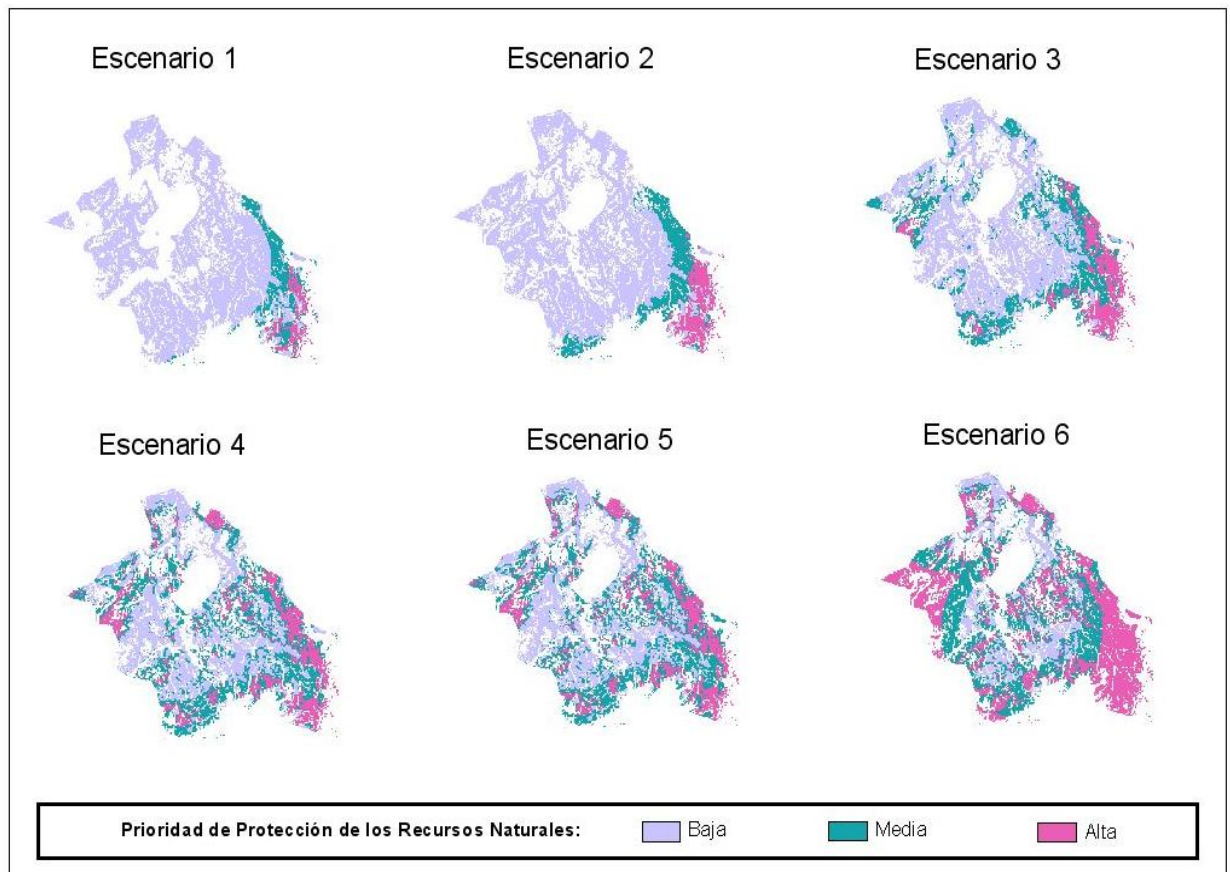 Escenario 1
Escenario 2
Escenario 3
Escenario 4
Escenario 5
Escenario 6
Prioridad de Protección de los Recursos Naturales:
Baja
Media
Alta